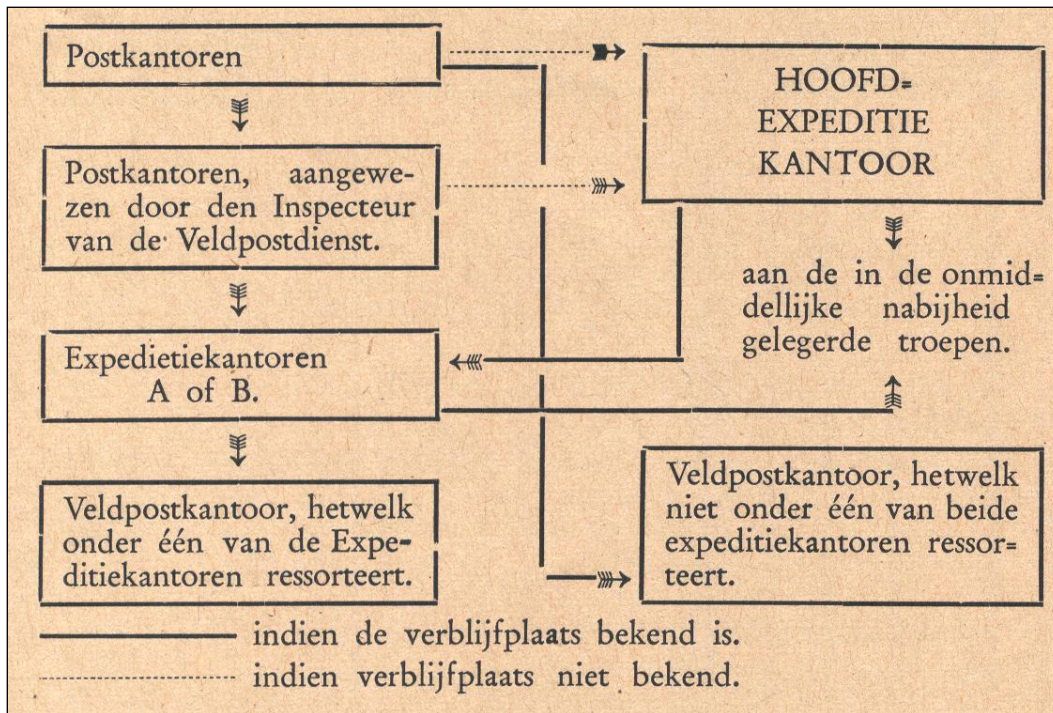 Postkantoren
HOOFD=
EXPEDITIE
KANTOOR
Postkantoren, aangewe-
zen door den Inspecteur
van de Veldpostdienst.
aan de in de onmid=
dellijke nabijheid
gelegerde troepen.
Expedietiekantoren
A of B.
Veldpostkantoor, hetwelk
onder één van de Expe-
ditiekantoren ressorteert.
Veldpostkantoor, hetwelk
niet onder één van beide
expeditiekantoren ressor=
teert.
indien de verblijfplaats bekend is.
indien verblijfplaats niet bekend.